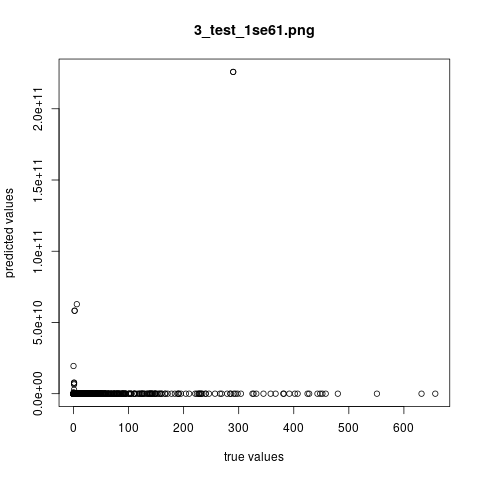 3_test_1se61.png
predicted values
2.0e+11
1.5e+11
1.0e+11
5.0e+10
0.0e+00
0 100 200 300 400 500 600
true values